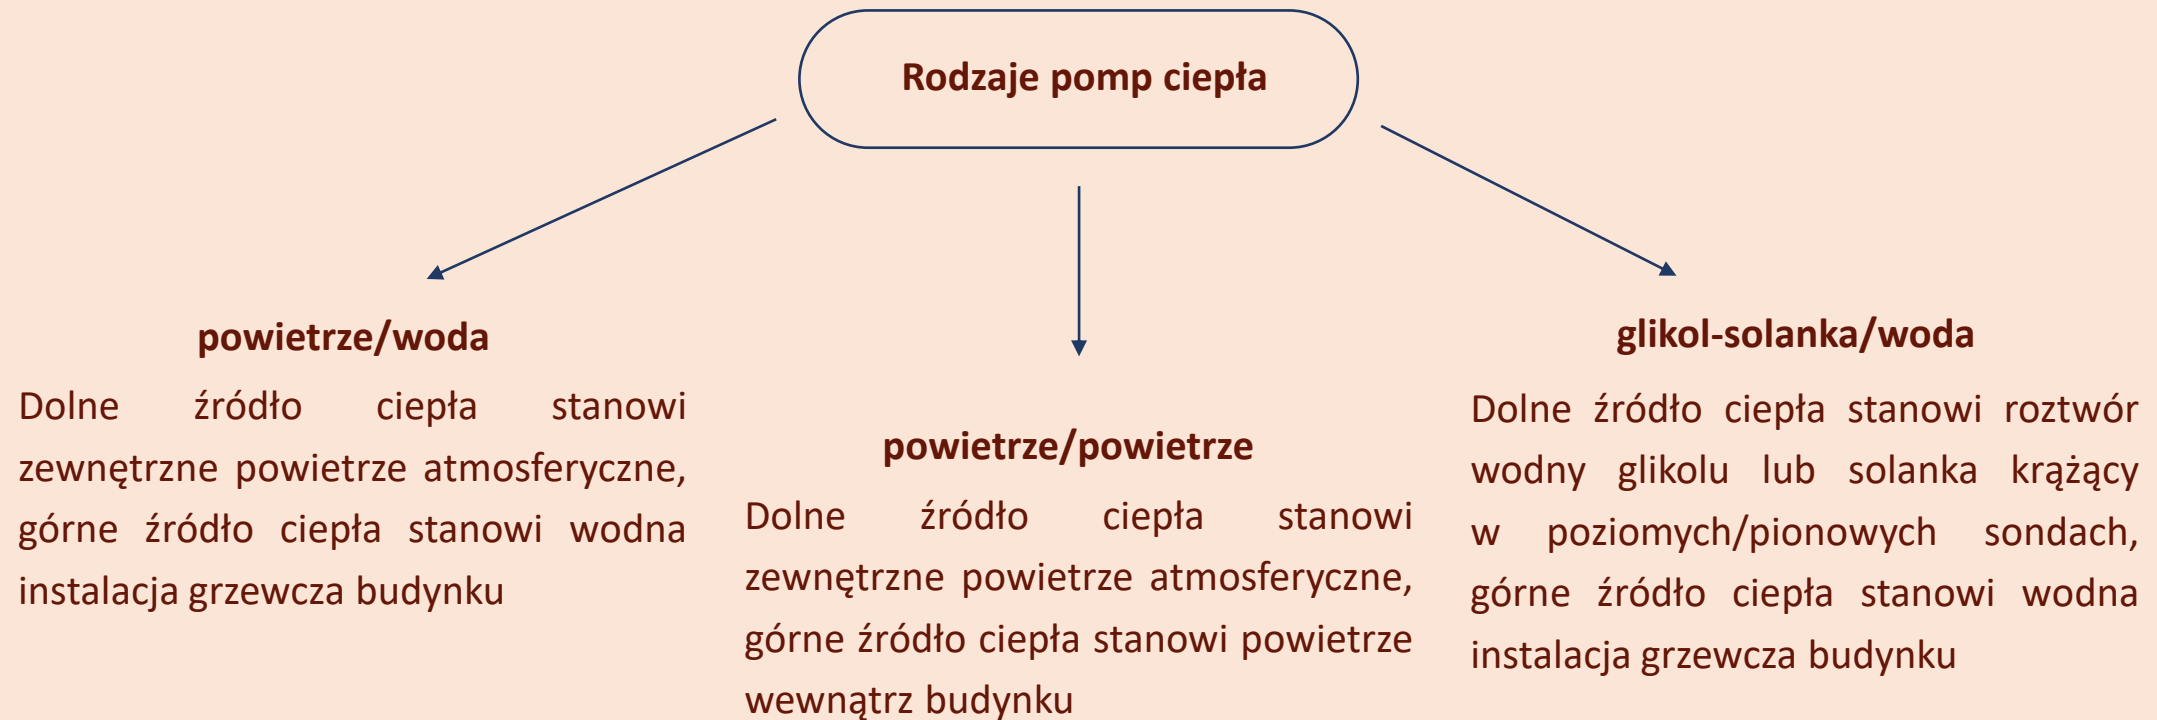 Rodzaje pomp ciepła
powietrze/woda
Dolne źródło ciepła stanowi
zewnętrzne powietrze atmosferyczne,
górne źródło ciepła stanowi wodna
instalacja grzewcza budynku
powietrze/powietrze
Dolne źródło ciepła stanowi
zewnętrzne powietrze atmosferyczne,
górne źródło ciepła stanowi powietrze
wewnątrz budynku
glikol-solanka/woda
Dolne źródło ciepła stanowi roztwór
wodny glikolu lub solanka krążący
w poziomych/pionowych sondach,
górne źródło ciepła stanowi wodna
instalacja grzewcza budynku